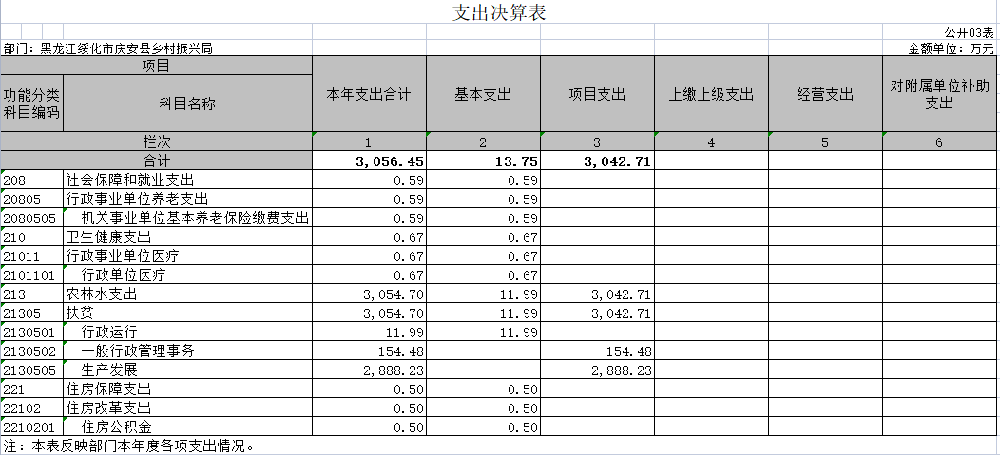 支出决算表
公开03表
部门：黑龙江绥化市庆安县乡村振兴局 金额单位：万元
项目 本年支出合计 基本支出 项目支出 上缴上级支出 经营支出 对附属单位补助支出
功能分类科目编码 科目名称
栏次 1 2 3 4 5 6
合计 3,056.45 13.75 3,042.71
208 社会保障和就业支出 0.59 0.59
20805 行政事业单位养老支出 0.59 0.59
2080505 机关事业单位基本养老保险缴费支出 0.59 0.59
210 卫生健康支出 0.67 0.67
21011 行政事业单位医疗 0.67 0.67
2101101 行政单位医疗 0.67 0.67
213 农林水支出 3,054.70 11.99 3,042.71
21305 扶贫 3,054.70 11.99 3,042.71
2130501 行政运行 11.99 11.99
2130502 一般行政管理事务 154.48 154.48
2130505 生产发展 2,888.23 2,888.23
221 住房保障支出 0.50 0.50
22102 住房改革支出 0.50 0.50
2210201 住房公积金 0.50 0.50
注：本表反映部门本年度各项支出情况。